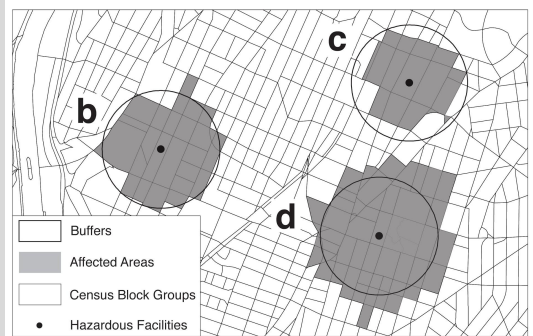 c
b
d
Buffers
Affected Areas
Census Block Groups
Hazardous Facilities